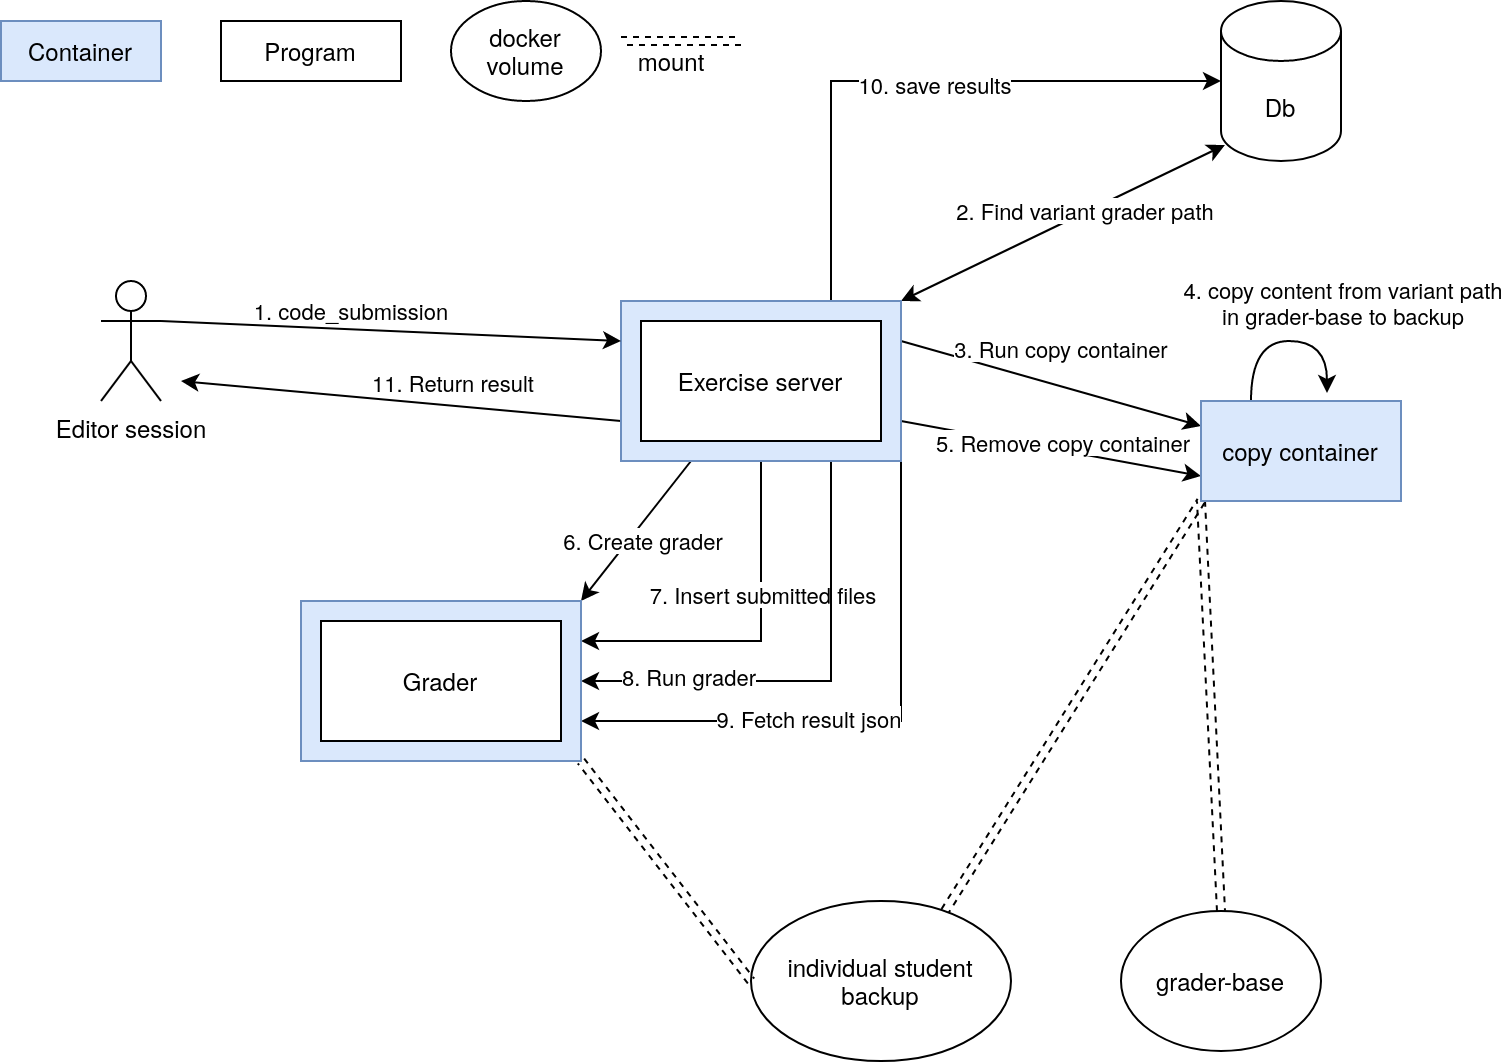 Container
Program
docker
volume
mount
10. save results
Db
2. Find variant grader path
4. copy content from variant path
in grader-base to backup
1. code_submission
3. Run copy container
Exercise server
11. Return result
Editor session
5. Remove copy container
copy container
6. Create grader
7. Insert submitted files
Grader
8. Run grader
9. Fetch result json
individual student
backup
grader-base